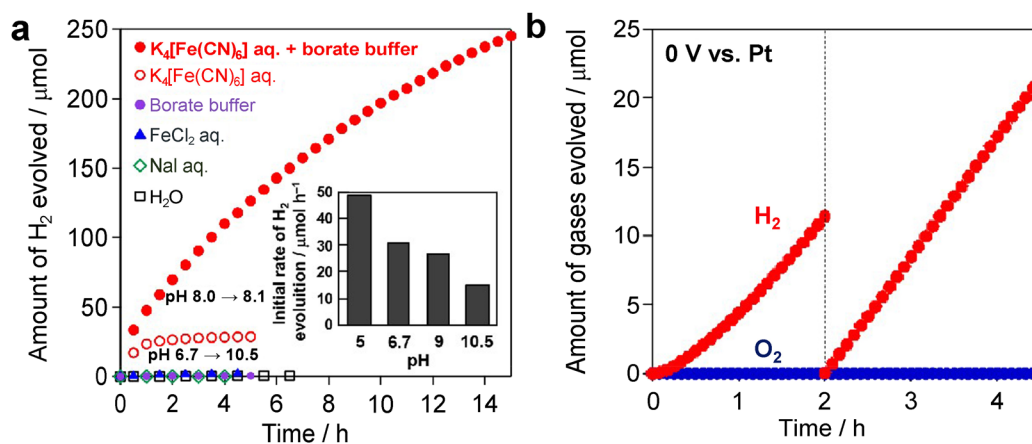 a
250
200
150
100
50
0
Amount of H₂ evolved / μmol
K₄[Fe(CN)₆] aq. + borate buffer
K₄[Fe(CN)₆] aq.
Borate buffer
FeCl₂ aq.
NaI aq.
H₂O
pH 8.0 → 8.1
pH 6.7 → 10.5
0 2 4 6 8 10 12 14
Time / h
Initial rate of H₂
evoluition / μmol h⁻¹
50
40
30
20
10
0
5 6.7 9 10.5
pH
b
0 V vs. Pt
25
20
15
10
5
0
Amount of gases evolved / μmol
H₂
O₂
0 1 2 3 4
Time / h